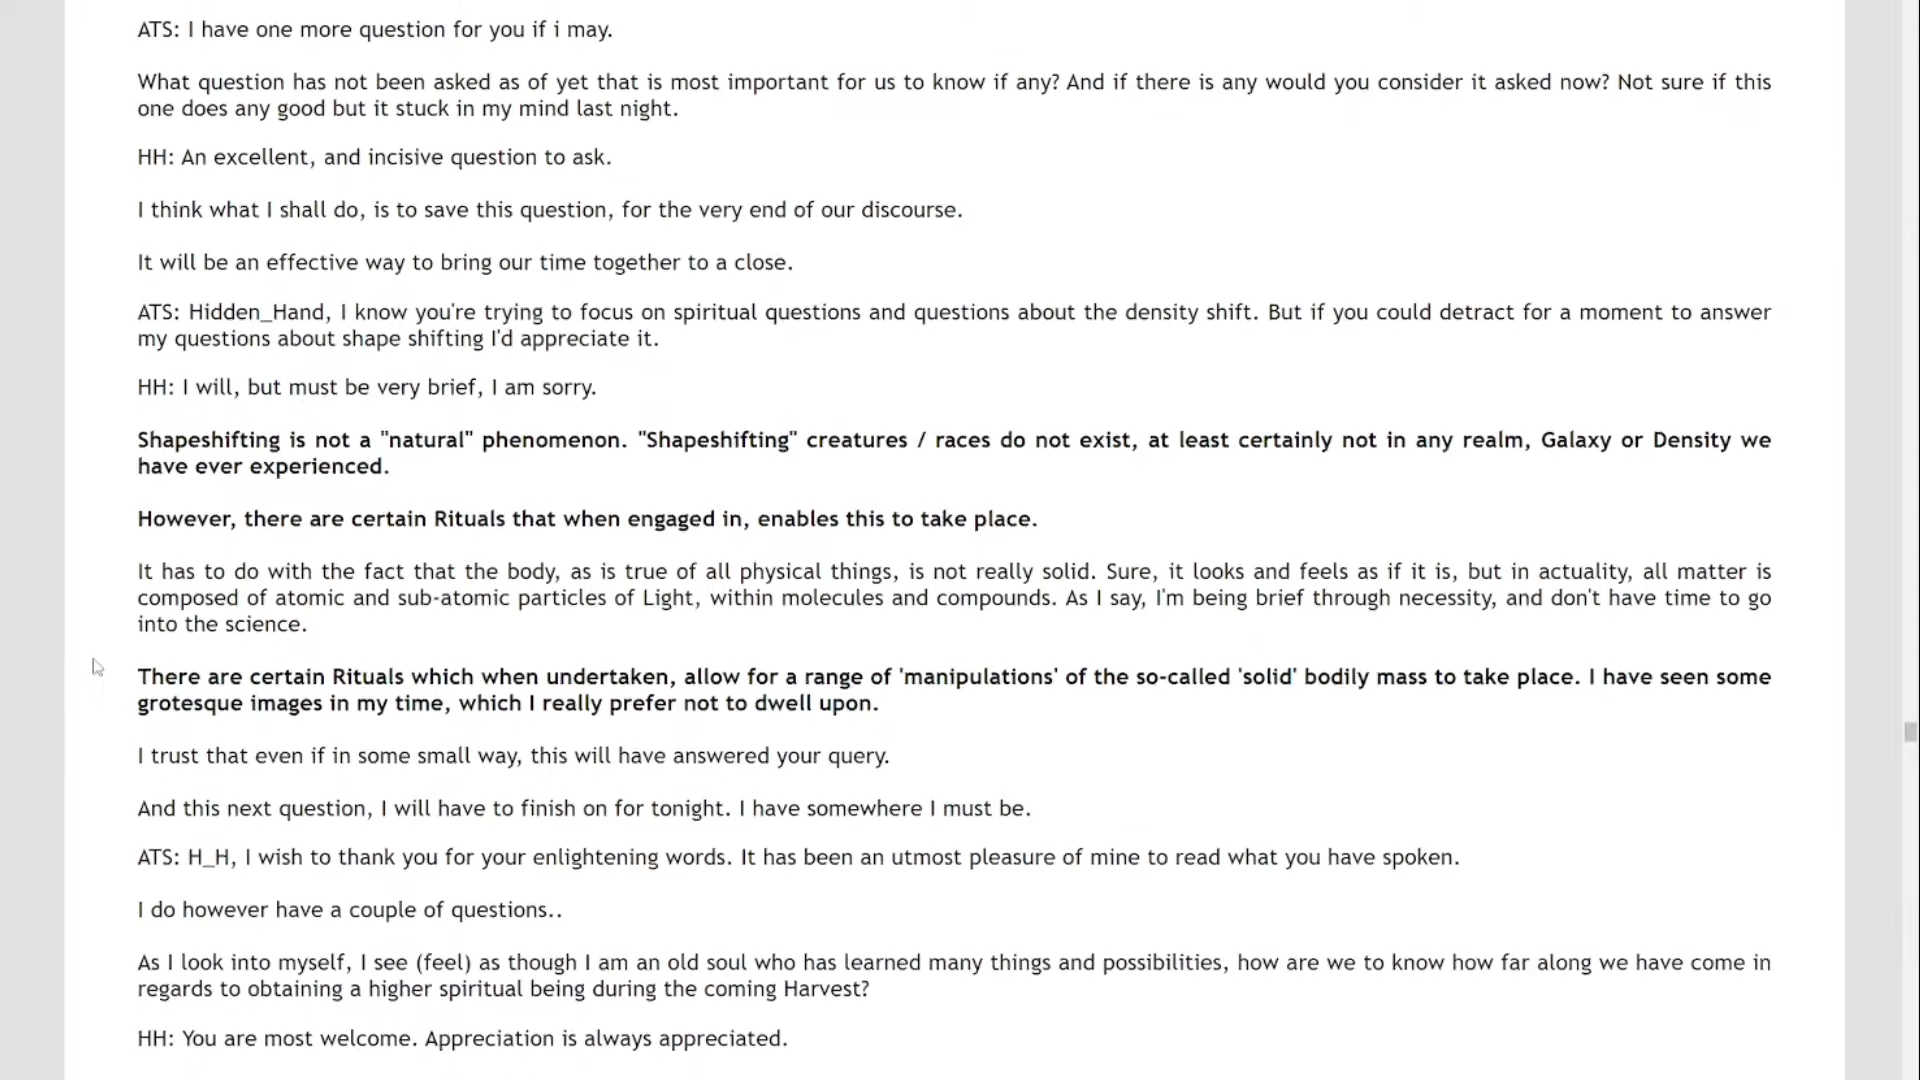 ATS: I have one more question for you if i may.
What question has not been asked as of yet that is most important for us to know if any? And if there is any would you consider it asked now? Not sure if this
one does any good but it stuck in my mind last night.
HH: An excellent, and incisive question to ask.
I think what I shall do, is to save this question, for the very end of our discourse.
It will be an effective way to bring our time together to a close.
ATS: Hidden_Hand, I know you're trying to focus on spiritual questions and questions about the density shift. But if you could detract for a moment to answer
my questions about shape shifting I'd appreciate it.
HH: I will, but must be very brief, I am sorry.
Shapeshifting is not a "natural" phenomenon. "Shapeshifting" creatures / races do not exist, at least certainly not in any realm, Galaxy or Density we
have ever experienced.
However, there are certain Rituals that when engaged in, enables this to take place.
It has to do with the fact that the body, as is true of all physical things, is not really solid. Sure, it looks and feels as if it is, but in actuality, all matter is
composed of atomic and sub-atomic particles of Light, within molecules and compounds. As I say, I'm being brief through necessity, and don't have time to go
into the science.
There are certain Rituals which when undertaken, allow for a range of 'manipulations' of the so-called 'solid' bodily mass to take place. I have seen some
grotesque images in my time, which I really prefer not to dwell upon.
I trust that even if in some small way, this will have answered your query.
And this next question, I will have to finish on for tonight. I have somewhere I must be.
ATS: H_H, I wish to thank you for your enlightening words. It has been an utmost pleasure of mine to read what you have spoken.
I do however have a couple of questions..
As I look into myself, I see (feel) as though I am an old soul who has learned many things and possibilities, how are we to know how far along we have come in
regards to obtaining a higher spiritual being during the coming Harvest?
HH: You are most welcome. Appreciation is always appreciated.